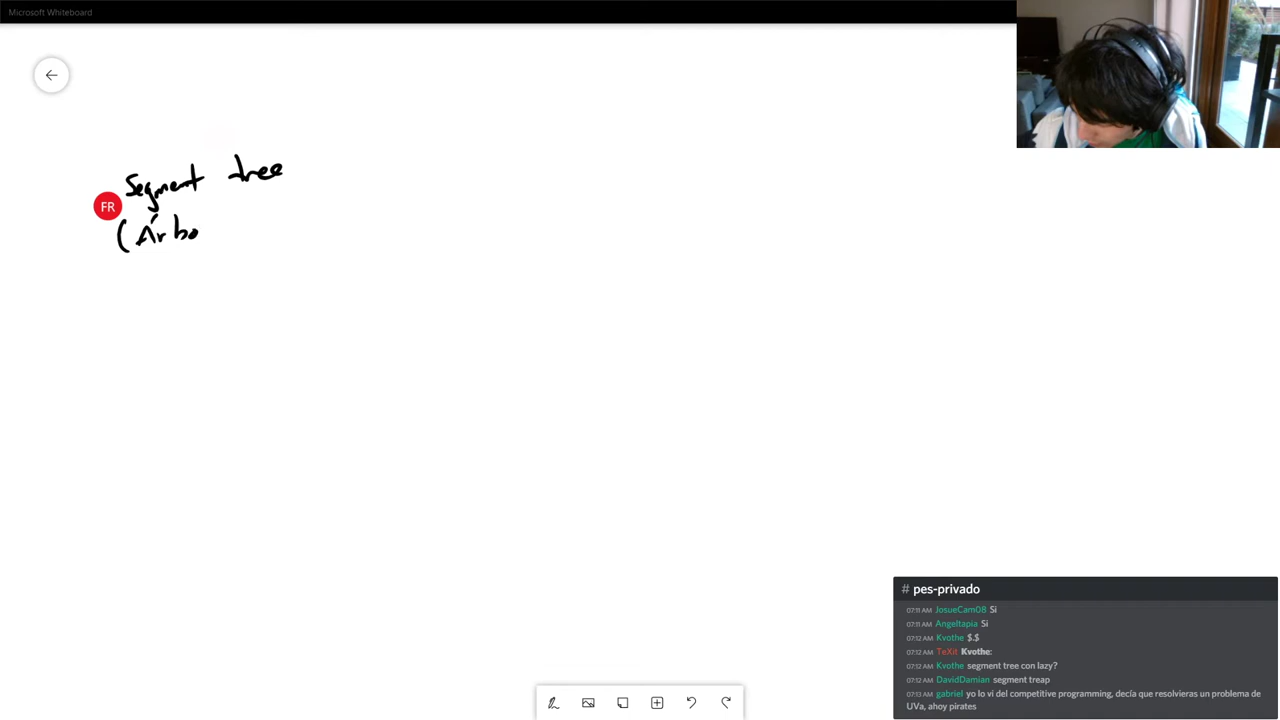 Microsoft Whiteboard
Segment tree
FR
(Árbo
# pes-privado
07:11 AM JosueCam08 Si
07:11 AM Angeltapia Si
07:12 AM Kvothe $.$
07:12 AM TeXit Kvothe:
07:12 AM Kvothe segment tree con lazy?
07:12 AM DavidDamian segment treap
07:13 AM gabriel yo lo vi del competitive programming, decía que resolvieras un problema de
UVa, ahoy pirates